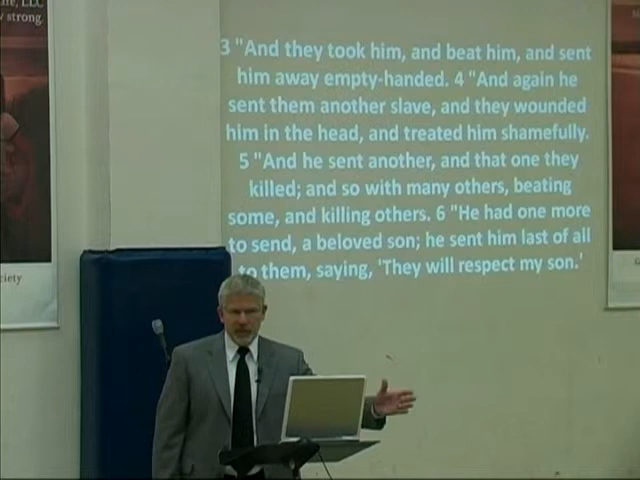 ife, LLC
w strong.
3 "And they took him, and beat him, and sent
him away empty-handed. 4 "And again he
sent them another slave, and they wounded
him in the head, and treated him shamefully.
5 "And he sent another, and that one they
killed; and so with many others, beating
some, and killing others. 6 "He had one more
to send, a beloved son; he sent him last of all
to them, saying, 'They will respect my son.'
ciety